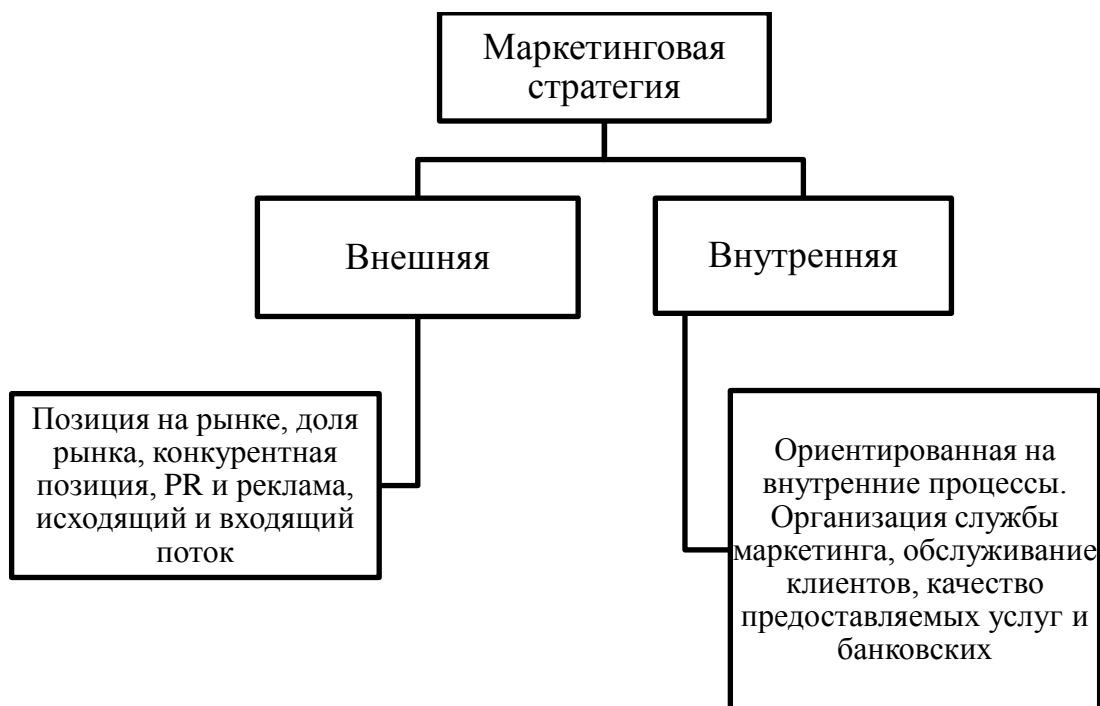 Маркетинговая
стратегия
Внешняя
Внутренняя
Позиция на рынке, доля
рынка, конкурентная
позиция, PR и реклама,
исходящий и входящий
поток
Ориентированная на
внутренние процессы.
Организация службы
маркетинга, обслуживание
клиентов, качество
предоставляемых услуг и
банковских